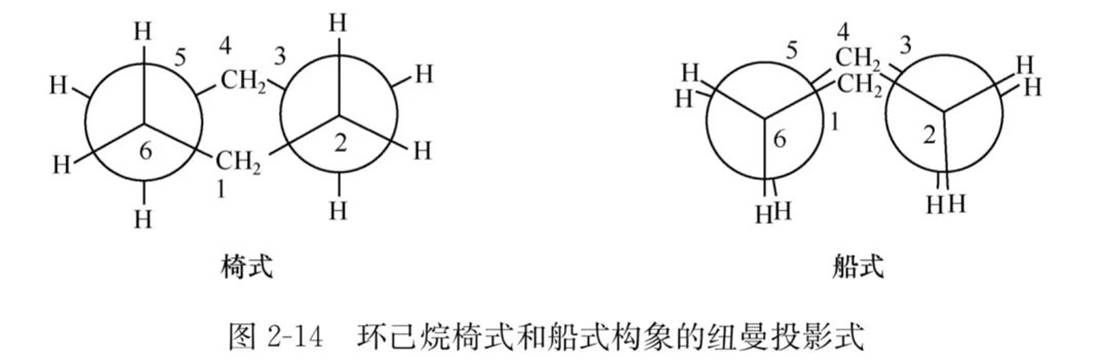 H 5 4 3 H
H CH₂ H
H 6 CH₂ 2 H
1
H H
椅式
5 4 3
H CH₂ H
H CH₂ H
6 1 2
HH HH
船式
图 2-14 环己烷椅式和船式构象的纽曼投影式